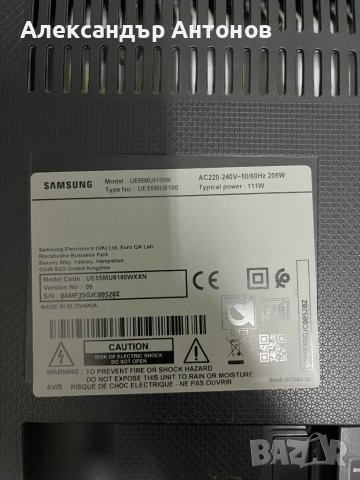 Александър Антонов
SAMSUNG
Model : UE55MU6100W
Type No : UE55MU6100
AC220-240V~50/60Hz 205W
Typical power : 111W
Samsung Electronics (UK) Ltd, Euro QA Lab
Blackbushe Business Park
Saxony Way, Yateley, Hampshire
GU46 6GG United Kingdom
Model Code : UE55MU6100WXXN
Version No : 09
S/N : 0AMF3SGJC00520Z
MADE IN SLOVAKIA
CAUTION
RISK OF ELECTRIC SHOCK
DO NOT OPEN
WARNING : TO PREVENT FIRE OR SHOCK HAZARD
DO NOT EXPOSE THIS UNIT TO RAIN OR MOISTURE.
AVIS : RISQUE DE CHOC ELECTRIQUE - NE PAS OUVRIR
BAZAR
bg